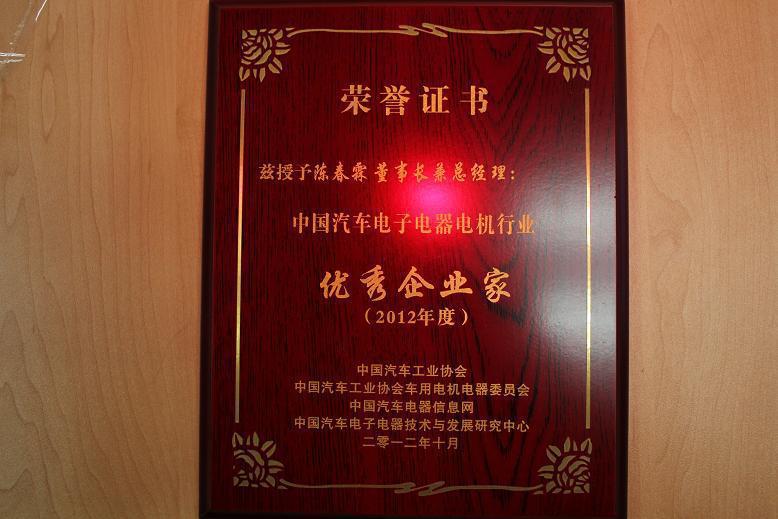 荣誉证书
兹授予陈春霖董事长兼总经理：
中国汽车电子电器电机行业
优秀企业家
（2012年度）
中国汽车工业协会
中国汽车工业协会车用电机电器委员会
中国汽车电器信息网
中国汽车电子电器技术与发展研究中心
二零一二年十月